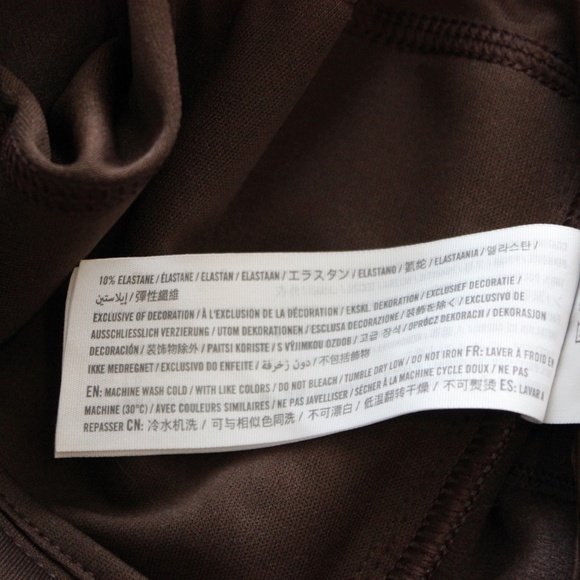 10% ELASTANE / ÉLASTANE / ELASTAN / ELASTAAN / エラスタン / ELASTANO / 氨纶 / ELASTAANIA / 엘라스탄 /
إيلاستين / 彈性纖維
EXCLUSIVE OF DECORATION / À L'EXCLUSION DE LA DÉCORATION / EKSKL. DEKORATION / EXCLUSIEF DECORATIE /
AUSSCHLIESSLICH VERZIERUNG / UTOM DEKORATIONEN / ESCLUSA DECORAZIONE / 装飾を除く / EXCLUSIVO DE
DECORACIÓN / 装饰物除外 / PAITSI KORISTE / S VÝJIMKOU OZDOB / 고급 장식 / OPRÓCZ DEKORACJI / DEKORASJON
IKKE MEDREGNET / EXCLUSIVO DO ENFEITE / دون زخرفة / 不包括飾物
EN: MACHINE WASH COLD / WITH LIKE COLORS / DO NOT BLEACH / TUMBLE DRY LOW / DO NOT IRON FR: LAVER À FROID EN
MACHINE (30°C) / AVEC COULEURS SIMILAIRES / NE PAS JAVELLISER / SÉCHER À LA MACHINE CYCLE DOUX / NE PAS
REPASSER CN: 冷水机洗 / 可与相似色同洗 / 不可漂白 / 低温翻转干燥 / 不可熨烫 ES: LAVAR A